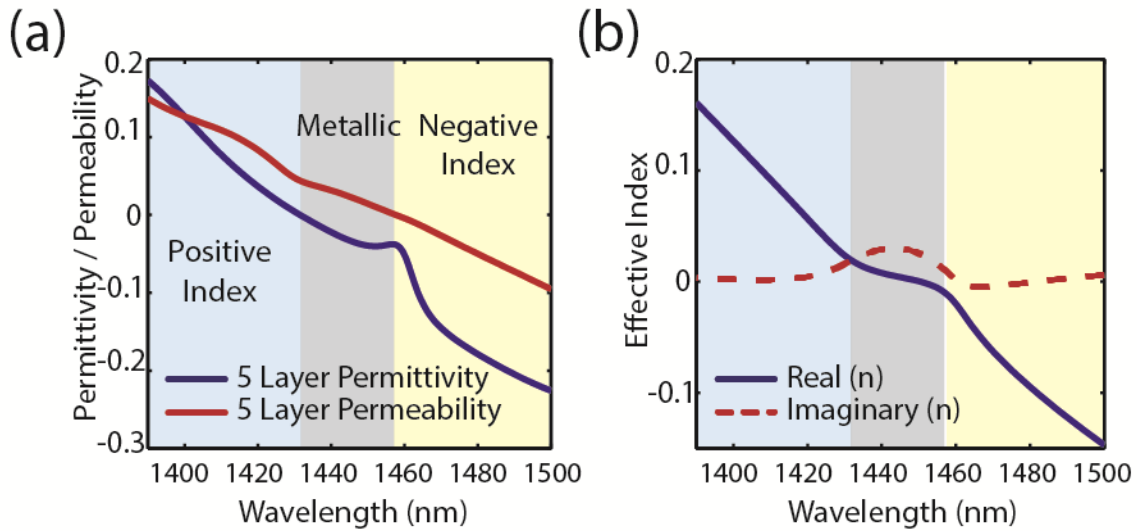 (a)
Permittivity / Permeability
0.2
0.1
0
-0.1
-0.2
-0.3
Positive
Index
Metallic
Negative
Index
5 Layer Permittivity
5 Layer Permeability
1400 1420 1440 1460 1480 1500
Wavelength (nm)
(b)
Effective Index
0.2
0.1
0
-0.1
Real (n)
Imaginary (n)
1400 1420 1440 1460 1480 1500
Wavelength (nm)